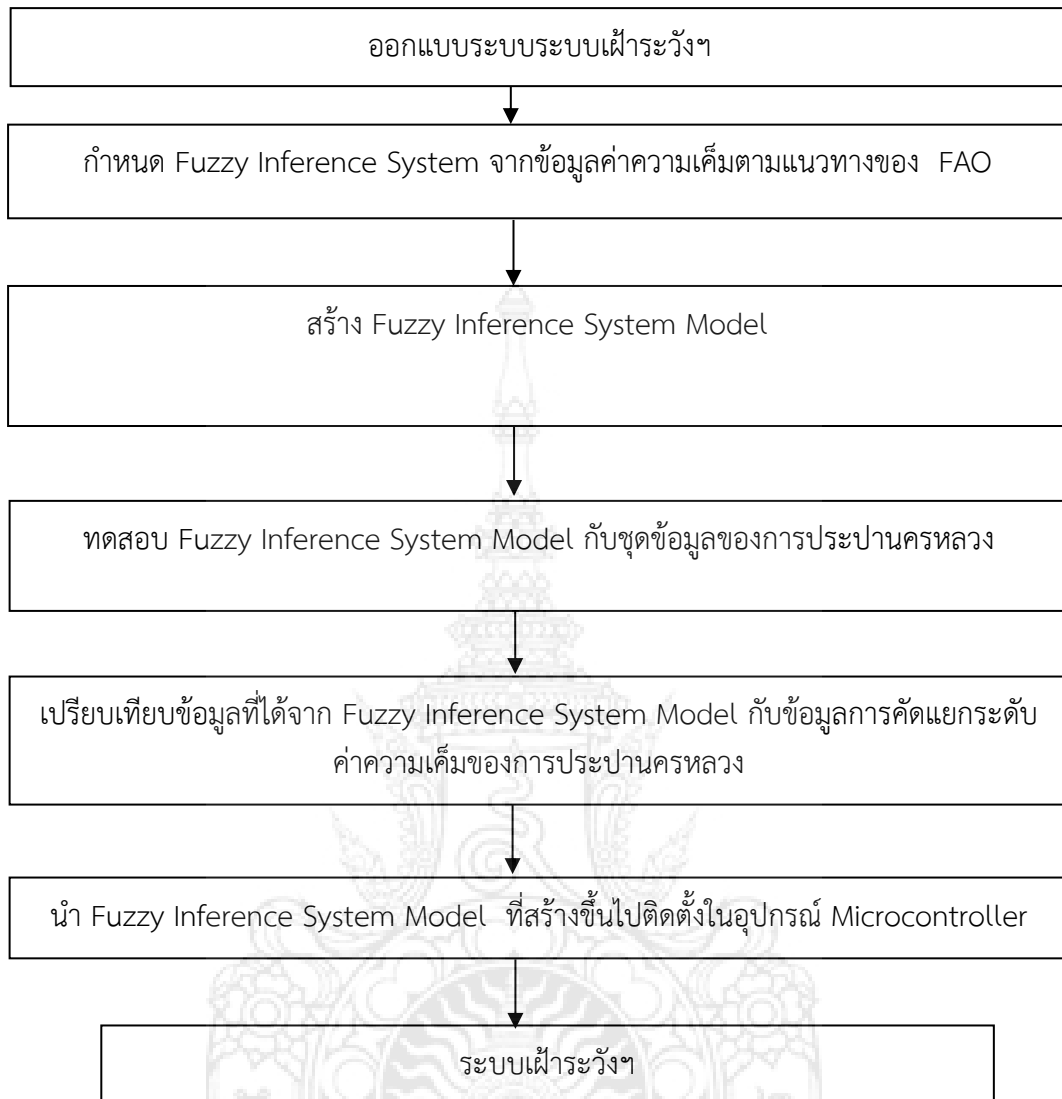 ออกแบบระบบระบบเฝ้าระวังฯ
กำหนด Fuzzy Inference System จากข้อมูลค่าความเค็มตามแนวทางของ FAO
สร้าง Fuzzy Inference System Model
ทดสอบ Fuzzy Inference System Model กับชุดข้อมูลของการประปานครหลวง
เปรียบเทียบข้อมูลที่ได้จาก Fuzzy Inference System Model กับข้อมูลการคัดแยกระดับ
ค่าความเค็มของการประปานครหลวง
นำ Fuzzy Inference System Model ที่สร้างขึ้นไปติดตั้งในอุปกรณ์ Microcontroller
ระบบเฝ้าระวังฯ